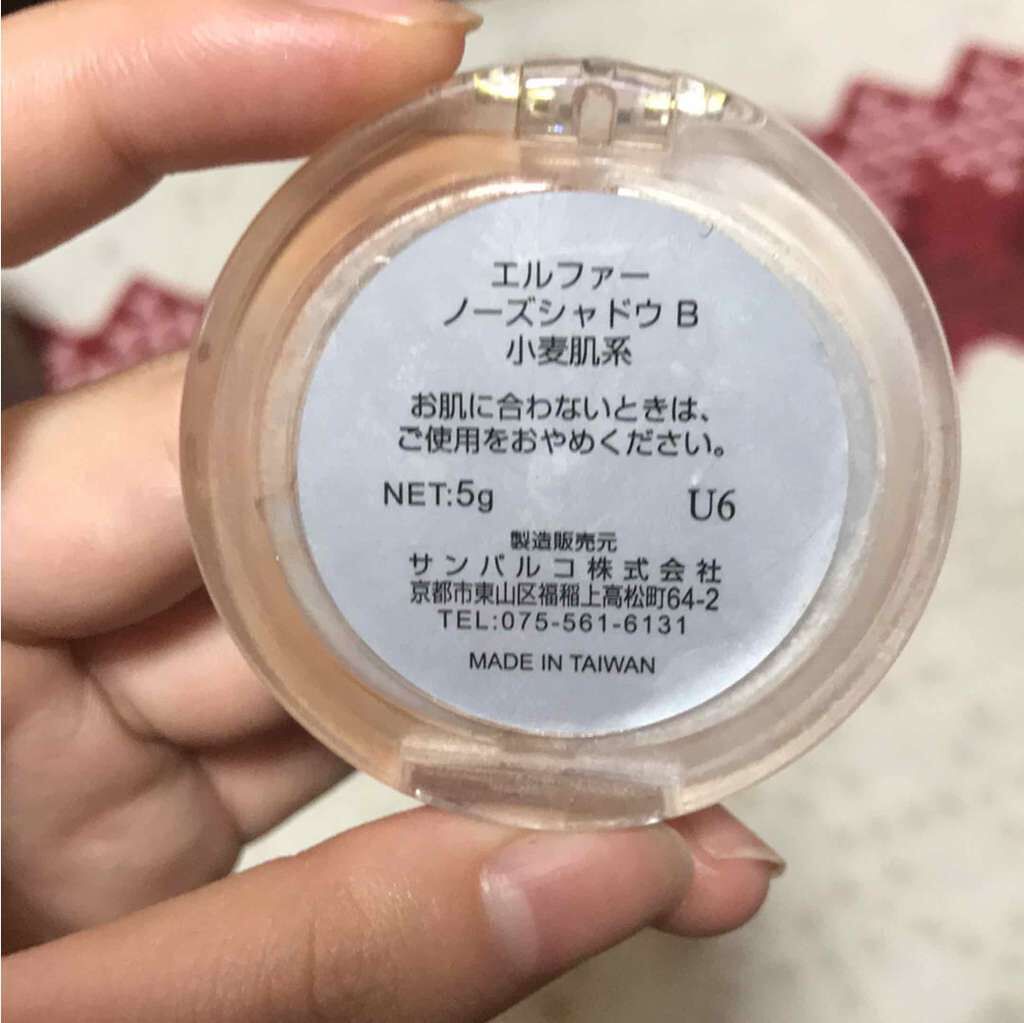 エルファー
ノーズシャドウ B
小麦肌系
お肌に合わないときは、
ご使用をおやめください。
NET:5g U6
製造販売元
サンパルコ株式会社
京都市東山区福稲上高松町64-2
TEL:075-561-6131
MADE IN TAIWAN